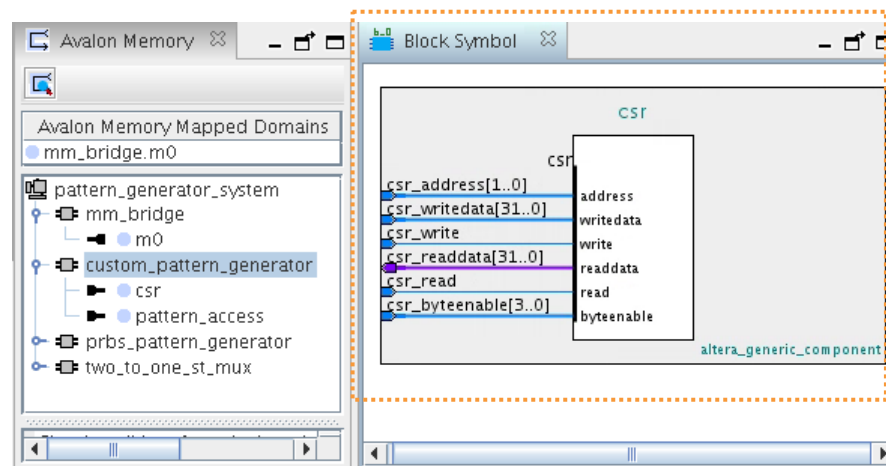 Avalon Memory
Avalon Memory Mapped Domains
mm_bridge.m0
pattern_generator_system
mm_bridge
m0
custom_pattern_generator
csr
pattern_access
prbs_pattern_generator
two_to_one_st_mux
Block Symbol
csr
csr
csr_address[1..0]
address
csr_writedata[31..0]
writedata
csr_write
write
csr_readdata[31..0]
readdata
csr_read
read
csr_byteenable[3..0]
byteenable
altera_generic_component